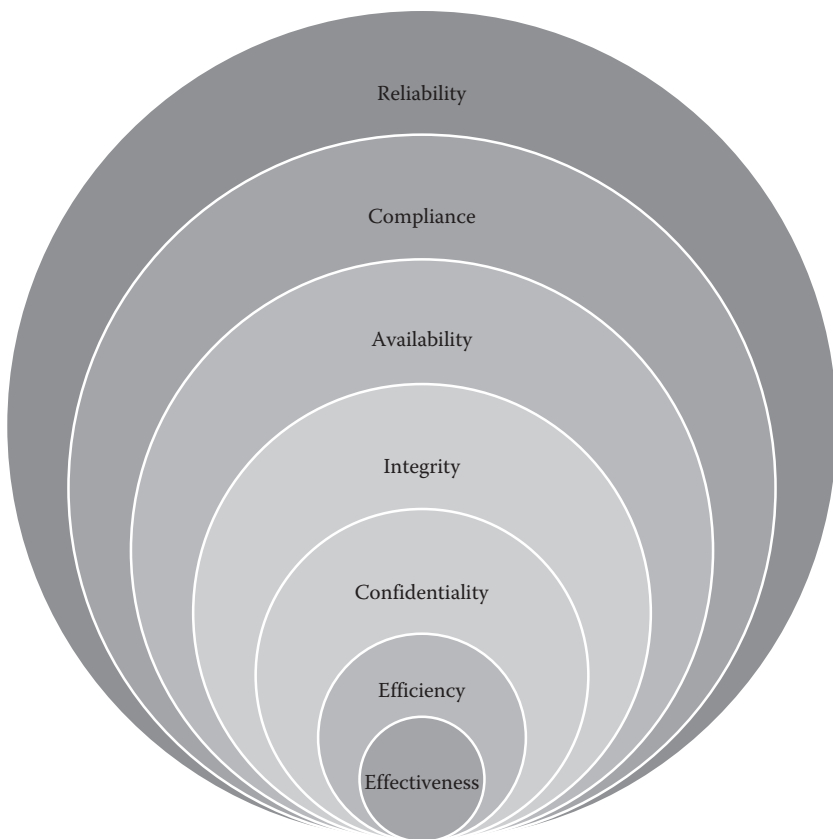 Reliability
Compliance
Availability
Integrity
Confidentiality
Efficiency
Effectiveness